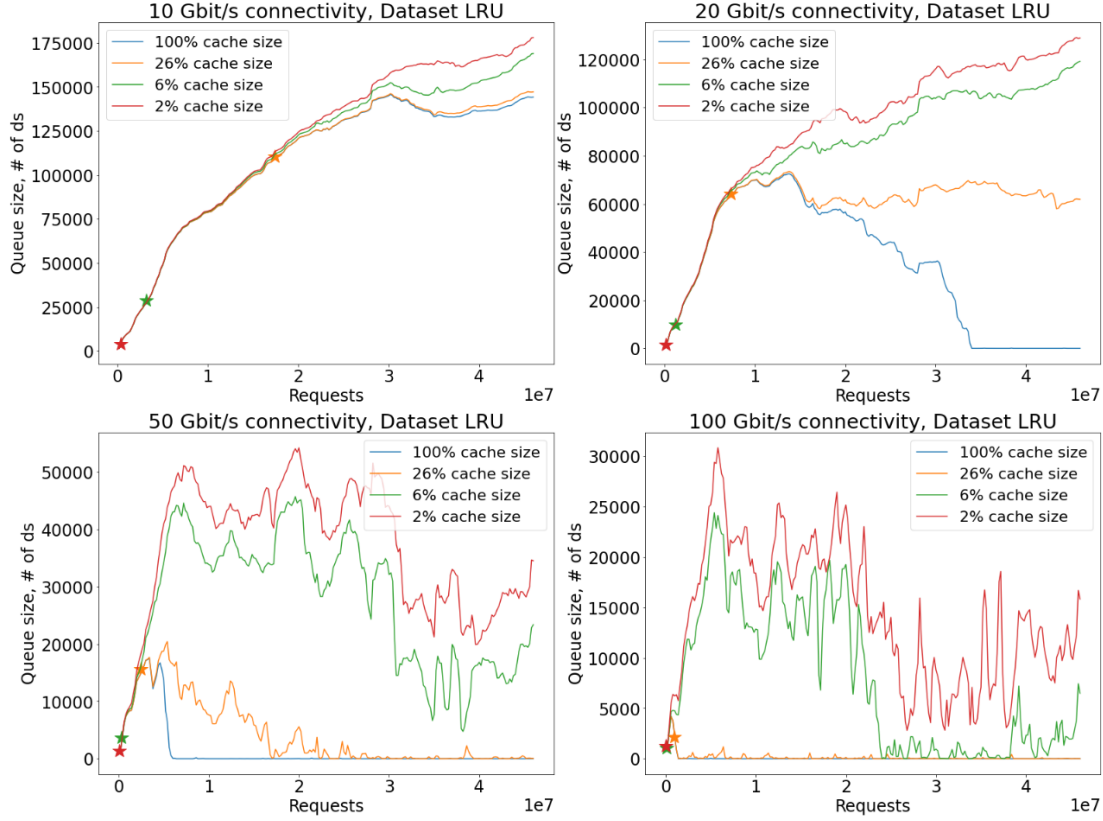 10 Gbit/s connectivity, Dataset LRU
175000
150000
125000
100000
75000
50000
25000
0
Queue size, # of ds
100% cache size
26% cache size
6% cache size
2% cache size
0
1
2
3
4
1e7
Requests
20 Gbit/s connectivity, Dataset LRU
120000
100000
80000
60000
40000
20000
0
Queue size, # of ds
100% cache size
26% cache size
6% cache size
2% cache size
0
1
2
3
4
1e7
Requests
50 Gbit/s connectivity, Dataset LRU
50000
40000
30000
20000
10000
0
Queue size, # of ds
100% cache size
26% cache size
6% cache size
2% cache size
0
1
2
3
4
1e7
Requests
100 Gbit/s connectivity, Dataset LRU
30000
25000
20000
15000
10000
5000
0
Queue size, # of ds
100% cache size
26% cache size
6% cache size
2% cache size
0
1
2
3
4
1e7
Requests